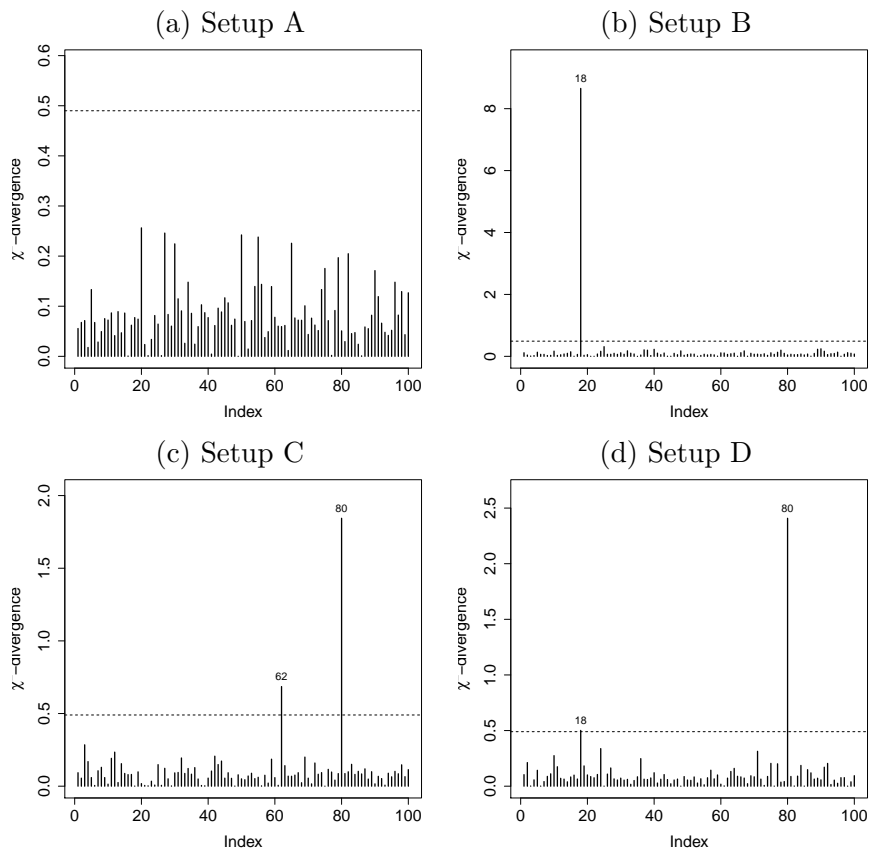 (a) Setup A
0.6
0.5
0.4
0.3
0.2
0.1
0.0
χ −divergence
0 20 40 60 80 100
Index
(b) Setup B
18
8
6
4
2
0
χ −divergence
0 20 40 60 80 100
Index
(c) Setup C
80
62
2.0
1.5
1.0
0.5
0.0
χ −divergence
0 20 40 60 80 100
Index
(d) Setup D
80
18
2.5
2.0
1.5
1.0
0.5
0.0
χ −divergence
0 20 40 60 80 100
Index